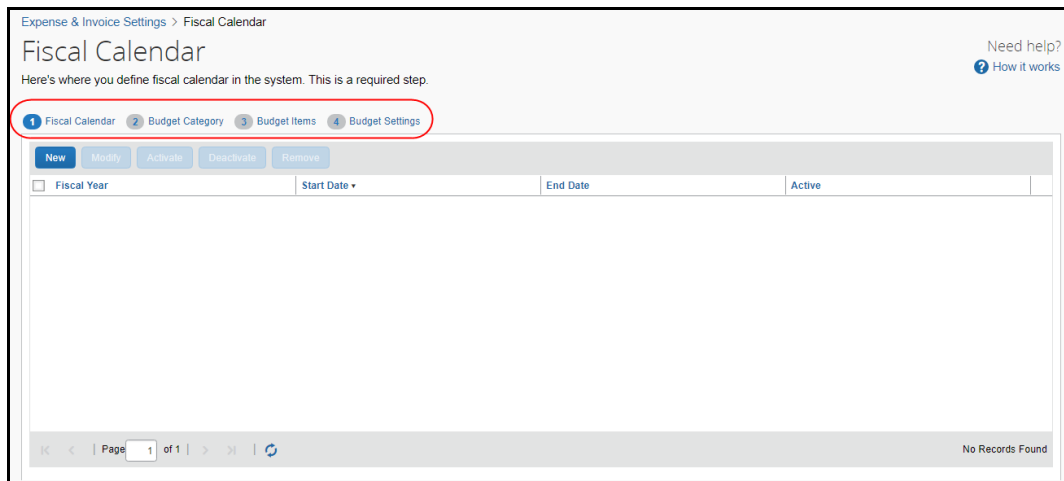 Expense & Invoice Settings > Fiscal Calendar
Fiscal Calendar
Need help?
? How it works
Here's where you define fiscal calendar in the system. This is a required step.
1 Fiscal Calendar 2 Budget Category 3 Budget Items 4 Budget Settings
New Modify Activate Deactivate Remove
Fiscal Year Start Date End Date Active
Page 1 of 1 No Records Found